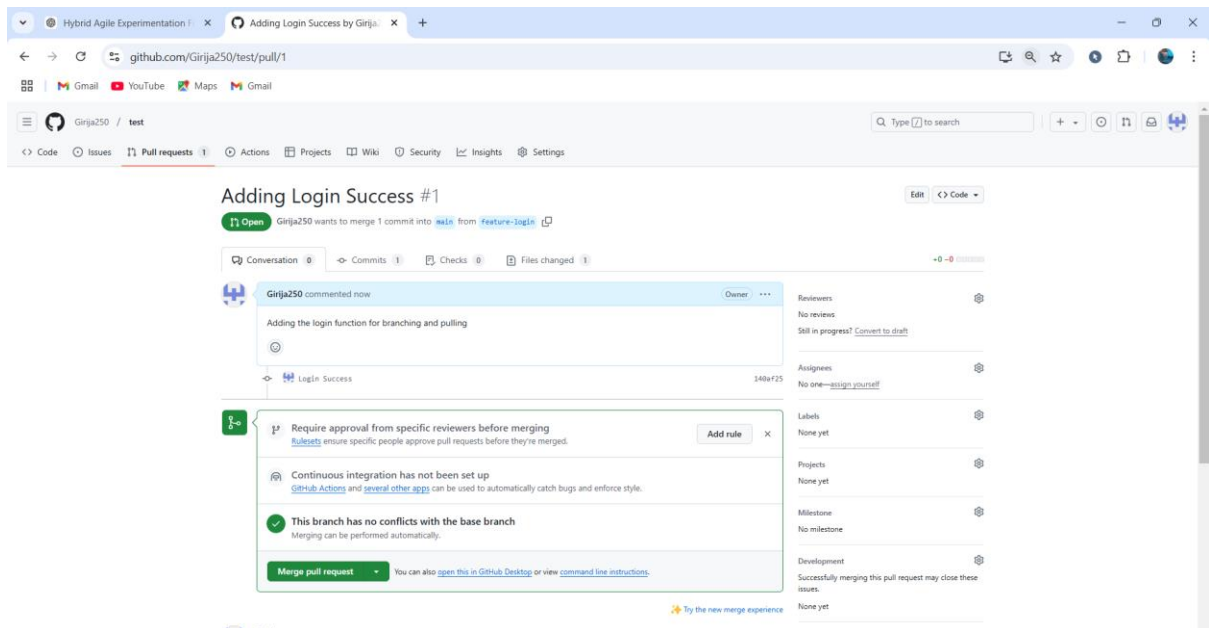 Hybrid Agile Experimentation F
Adding Login Success by Girija
github.com/Girija250/test/pull/1
Gmail YouTube Maps Gmail
Girija250 / test
Type / to search
Code Issues Pull requests 1 Actions Projects Wiki Security Insights Settings
Adding Login Success #1
Edit <> Code
Open Girija250 wants to merge 1 commit into main from feature-login
Conversation 0 Commits 1 Checks 0 Files changed 1
+0 −0
Girija250 commented now
Owner ...
Adding the login function for branching and pulling
Login Success
140af25
Require approval from specific reviewers before merging
Rulesets ensure specific people approve pull requests before they're merged.
Add rule
Continuous integration has not been set up
GitHub Actions and several other apps can be used to automatically catch bugs and enforce style.
This branch has no conflicts with the base branch
Merging can be performed automatically.
Merge pull request
You can also open this in GitHub Desktop or view command line instructions.
Try the new merge experience
Reviewers
No reviews
Still in progress? Convert to draft
Assignees
No one—assign yourself
Labels
None yet
Projects
None yet
Milestone
No milestone
Development
Successfully merging this pull request may close these
issues.
None yet